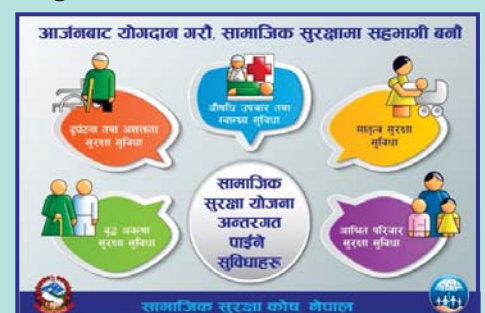 आर्जनबाट योगदान गरौं, सामाजिक सुरक्षामा सहभागी बनौं
दुर्घटना तथा अशक्तता
सुरक्षा सुविधा
औषधि उपचार तथा
स्वास्थ्य सुविधा
मातृत्व सुरक्षा
सुविधा
वृद्ध अवस्था
सुरक्षा सुविधा
सामाजिक
सुरक्षा योजना
अन्तरगत
पाईने
सुविधाहरु
आश्रित परिवार
सुरक्षा सुविधा
सामाजिक सुरक्षा कोष, नेपाल